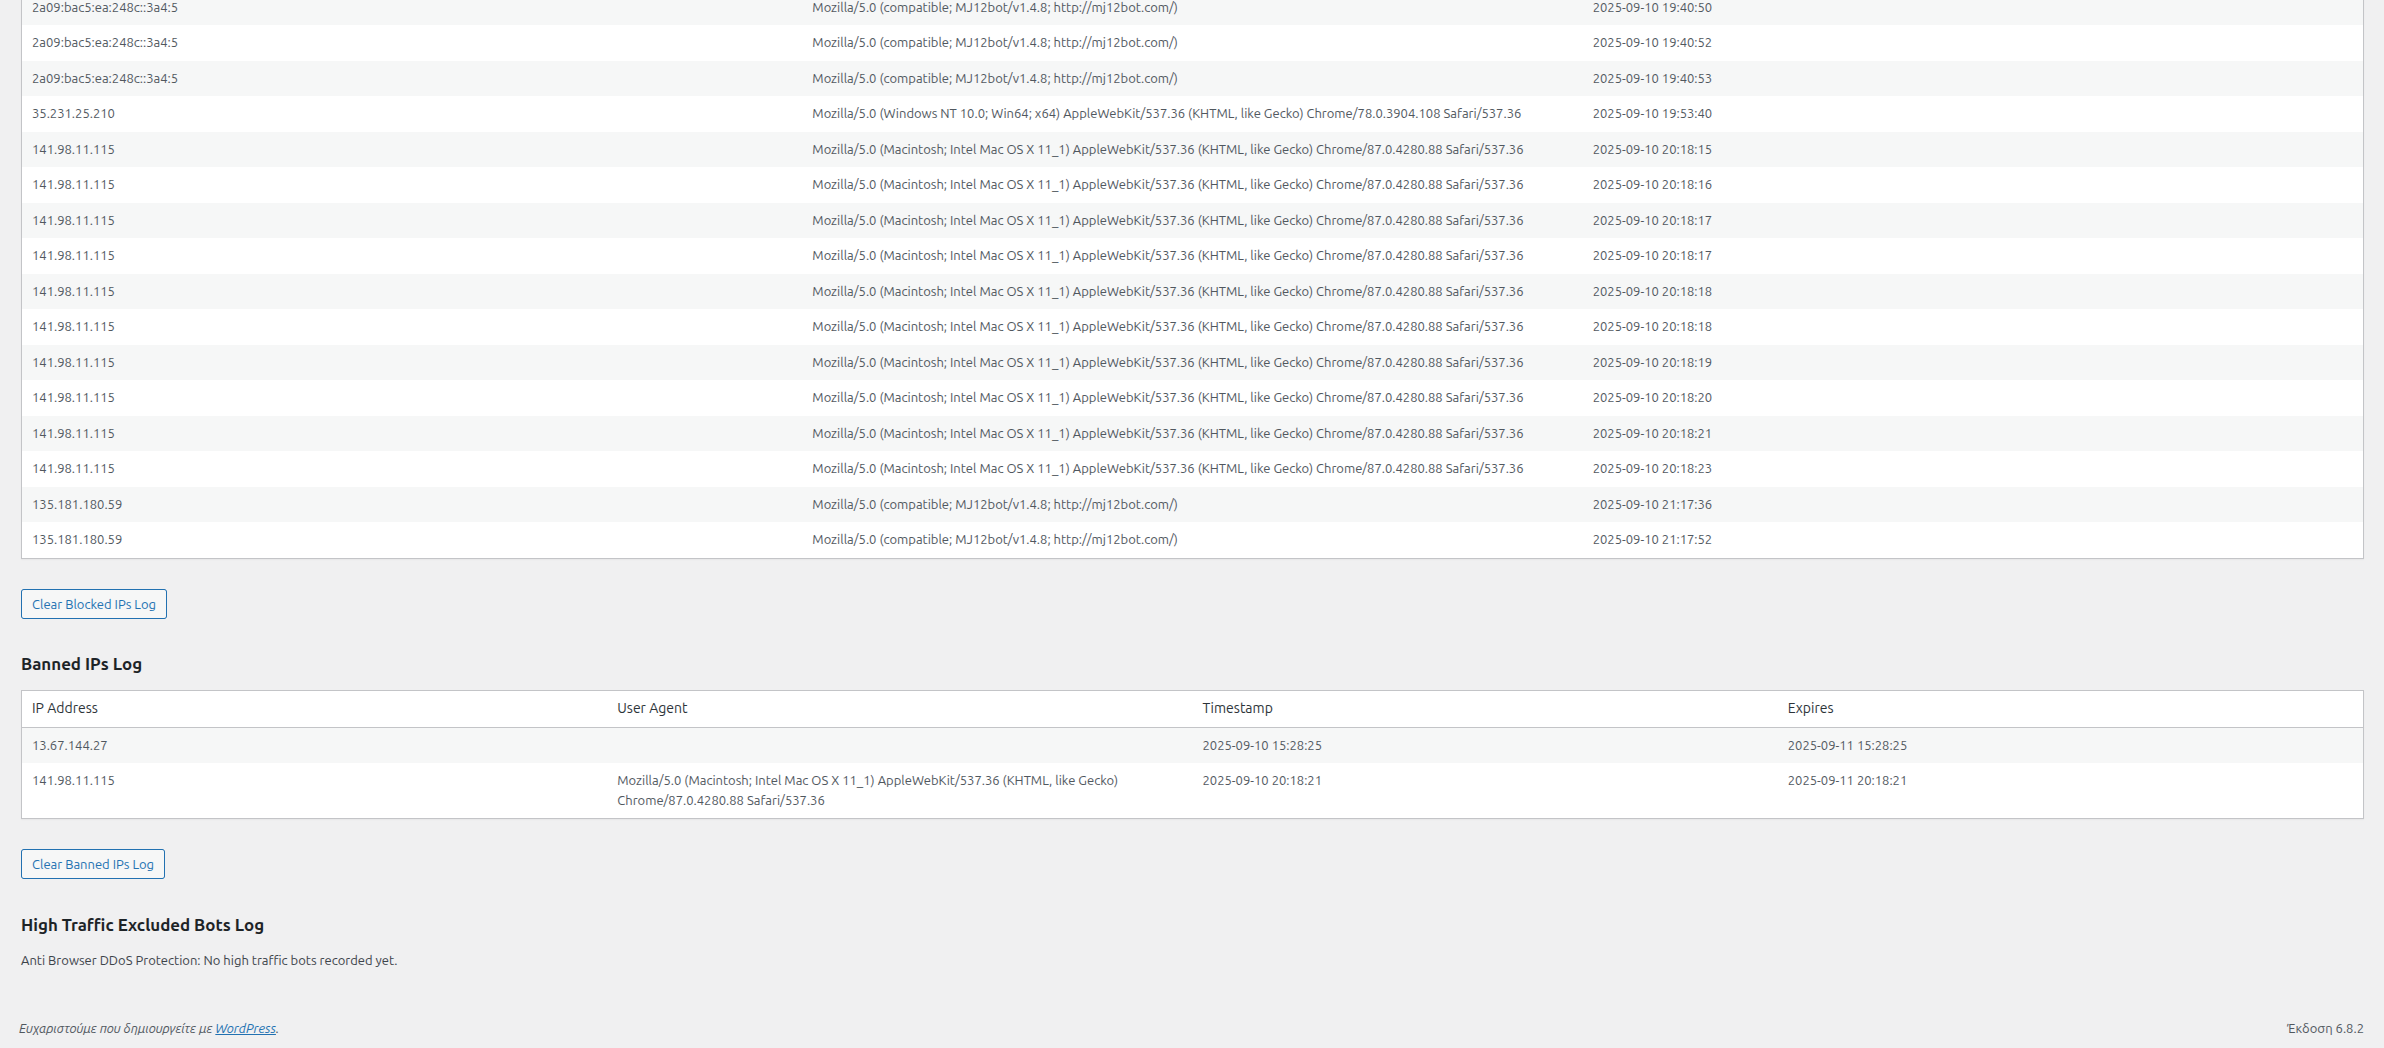 2a09:bac5:ea:248c::3a4:5 Mozilla/5.0 (compatible; MJ12bot/v1.4.8; http://mj12bot.com/) 2025-09-10 19:40:50
2a09:bac5:ea:248c::3a4:5 Mozilla/5.0 (compatible; MJ12bot/v1.4.8; http://mj12bot.com/) 2025-09-10 19:40:52
2a09:bac5:ea:248c::3a4:5 Mozilla/5.0 (compatible; MJ12bot/v1.4.8; http://mj12bot.com/) 2025-09-10 19:40:53
35.231.25.210 Mozilla/5.0 (Windows NT 10.0; Win64; x64) AppleWebKit/537.36 (KHTML, like Gecko) Chrome/78.0.3904.108 Safari/537.36 2025-09-10 19:53:40
141.98.11.115 Mozilla/5.0 (Macintosh; Intel Mac OS X 11_1) AppleWebKit/537.36 (KHTML, like Gecko) Chrome/87.0.4280.88 Safari/537.36 2025-09-10 20:18:15
141.98.11.115 Mozilla/5.0 (Macintosh; Intel Mac OS X 11_1) AppleWebKit/537.36 (KHTML, like Gecko) Chrome/87.0.4280.88 Safari/537.36 2025-09-10 20:18:16
141.98.11.115 Mozilla/5.0 (Macintosh; Intel Mac OS X 11_1) AppleWebKit/537.36 (KHTML, like Gecko) Chrome/87.0.4280.88 Safari/537.36 2025-09-10 20:18:17
141.98.11.115 Mozilla/5.0 (Macintosh; Intel Mac OS X 11_1) AppleWebKit/537.36 (KHTML, like Gecko) Chrome/87.0.4280.88 Safari/537.36 2025-09-10 20:18:17
141.98.11.115 Mozilla/5.0 (Macintosh; Intel Mac OS X 11_1) AppleWebKit/537.36 (KHTML, like Gecko) Chrome/87.0.4280.88 Safari/537.36 2025-09-10 20:18:18
141.98.11.115 Mozilla/5.0 (Macintosh; Intel Mac OS X 11_1) AppleWebKit/537.36 (KHTML, like Gecko) Chrome/87.0.4280.88 Safari/537.36 2025-09-10 20:18:18
141.98.11.115 Mozilla/5.0 (Macintosh; Intel Mac OS X 11_1) AppleWebKit/537.36 (KHTML, like Gecko) Chrome/87.0.4280.88 Safari/537.36 2025-09-10 20:18:19
141.98.11.115 Mozilla/5.0 (Macintosh; Intel Mac OS X 11_1) AppleWebKit/537.36 (KHTML, like Gecko) Chrome/87.0.4280.88 Safari/537.36 2025-09-10 20:18:20
141.98.11.115 Mozilla/5.0 (Macintosh; Intel Mac OS X 11_1) AppleWebKit/537.36 (KHTML, like Gecko) Chrome/87.0.4280.88 Safari/537.36 2025-09-10 20:18:21
141.98.11.115 Mozilla/5.0 (Macintosh; Intel Mac OS X 11_1) AppleWebKit/537.36 (KHTML, like Gecko) Chrome/87.0.4280.88 Safari/537.36 2025-09-10 20:18:23
135.181.180.59 Mozilla/5.0 (compatible; MJ12bot/v1.4.8; http://mj12bot.com/) 2025-09-10 21:17:36
135.181.180.59 Mozilla/5.0 (compatible; MJ12bot/v1.4.8; http://mj12bot.com/) 2025-09-10 21:17:52
Clear Blocked IPs Log
Banned IPs Log
IP Address User Agent Timestamp Expires
13.67.144.27 2025-09-10 15:28:25 2025-09-11 15:28:25
141.98.11.115 Mozilla/5.0 (Macintosh; Intel Mac OS X 11_1) AppleWebKit/537.36 (KHTML, like Gecko) 2025-09-10 20:18:21 2025-09-11 20:18:21
Chrome/87.0.4280.88 Safari/537.36
Clear Banned IPs Log
High Traffic Excluded Bots Log
Anti Browser DDoS Protection: No high traffic bots recorded yet.
Ευχαριστούμε που δημιουργείτε με WordPress. Έκδοση 6.8.2